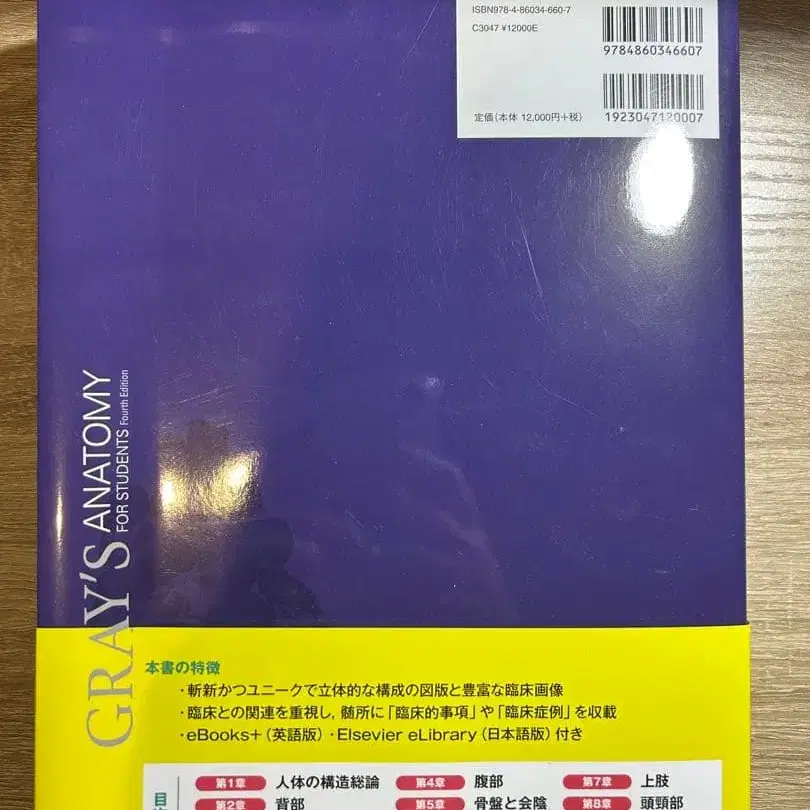 ISBN978-4-86034-660-7
C3047 ¥12000E
9784860346607
定価(本体 12,000円+税)
1923047120007
GRAY'S ANATOMY
FOR STUDENTS Fourth Edition
本書の特徴
・斬新かつユニークで立体的な構成の図版と豊富な臨床画像
・臨床との関連を重視し，随所に「臨床的事項」や「臨床症例」を収載
・eBooks+（英語版）・Elsevier eLibrary（日本語版）付き
第1章 人体の構造総論 第4章 腹部 第7章 上肢
第2章 背部 第5章 骨盤と会陰 第8章 頭頸部